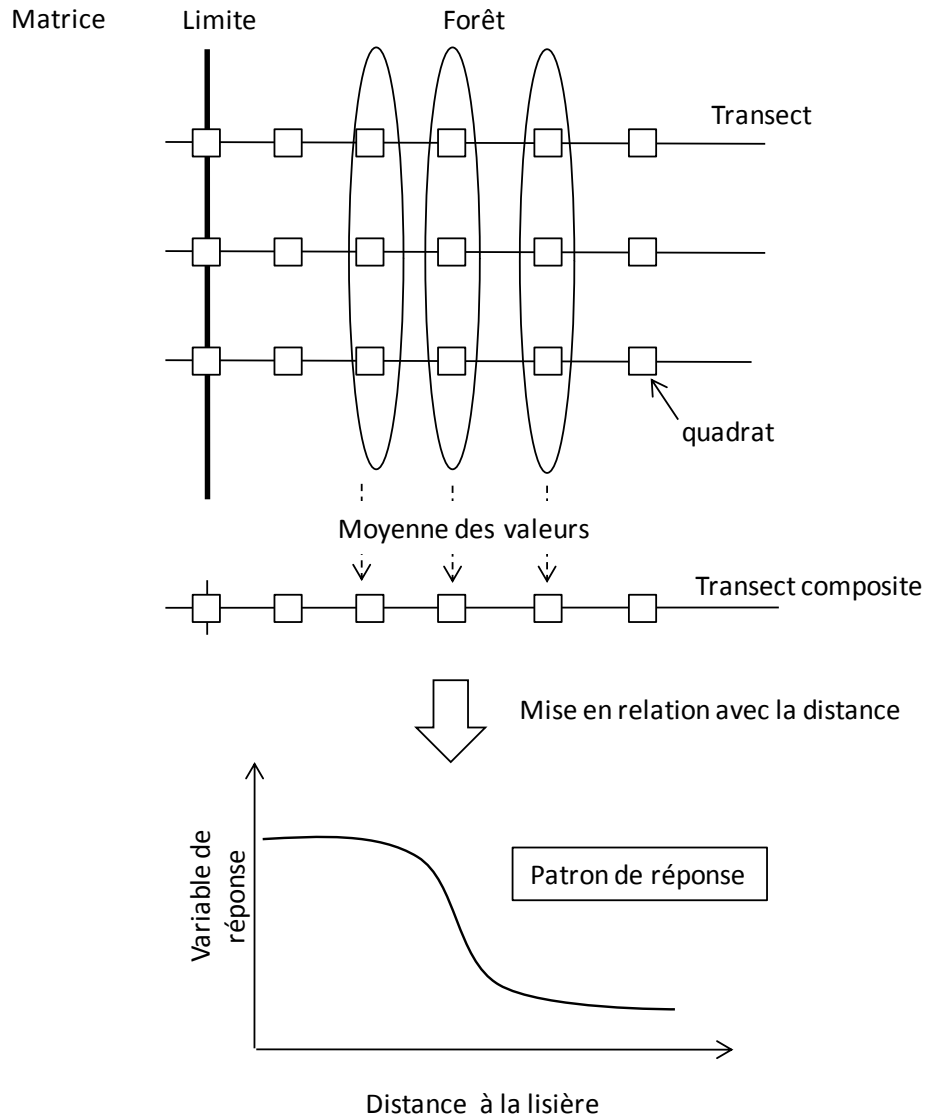 Matrice Limite Forêt
Transect
quadrat
Moyenne des valeurs
Transect composite
Mise en relation avec la distance
Variable de
réponse
Patron de réponse
Distance à la lisière